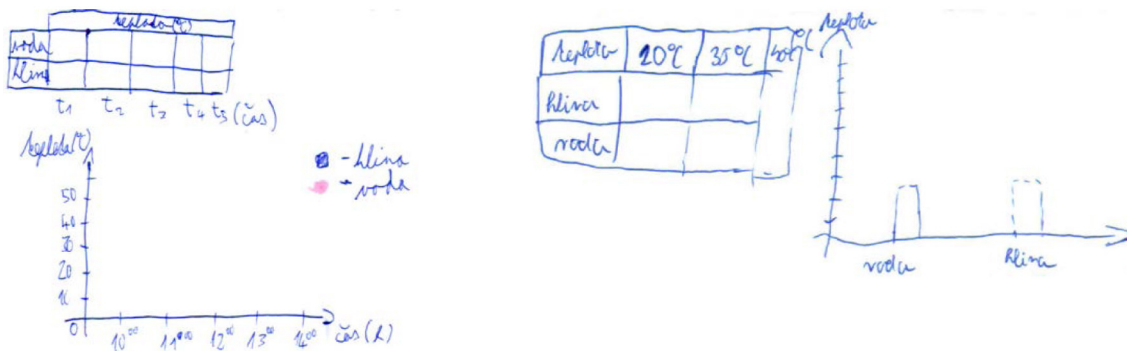 teplota (°C)
voda
hlina
t₁ t₂ t₃ t₄ t₅ (čas)
teplota (°C)
50
40
30
20
10
0
10⁰⁰ 11⁰⁰ 12⁰⁰ 13⁰⁰ 14⁰⁰ čas (h)
- hlina
- voda
teplota 20°C 35°C 50°C
hlina
voda
teplota
voda hlina